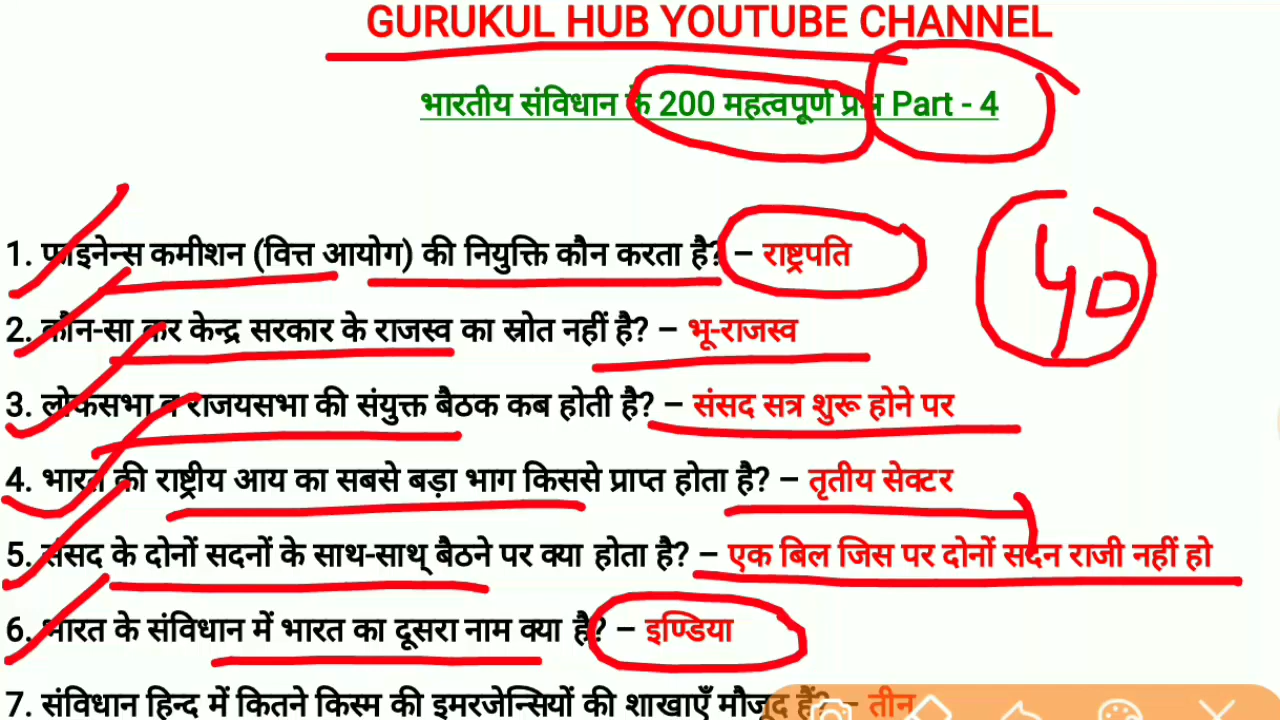 GURUKUL HUB YOUTUBE CHANNEL
भारतीय संविधान के 200 महत्वपूर्ण प्रश्न Part - 4
40
1. फाइनेन्स कमीशन (वित्त आयोग) की नियुक्ति कौन करता है? – राष्ट्रपति
2. कौन-सा कर केन्द्र सरकार के राजस्व का स्रोत नहीं है? – भू-राजस्व
3. लोकसभा व राजयसभा की संयुक्त बैठक कब होती है? – संसद सत्र शुरू होने पर
4. भारत की राष्ट्रीय आय का सबसे बड़ा भाग किससे प्राप्त होता है? – तृतीय सेक्टर
5. संसद के दोनों सदनों के साथ-साथ् बैठने पर क्या होता है? – एक बिल जिस पर दोनों सदन राजी नहीं हो
6. भारत के संविधान में भारत का दूसरा नाम क्या है? – इण्डिया
7. संविधान हिन्द में कितने किस्म की इमरजेन्सियों की शाखाएँ मौजूद हैं? – तीन